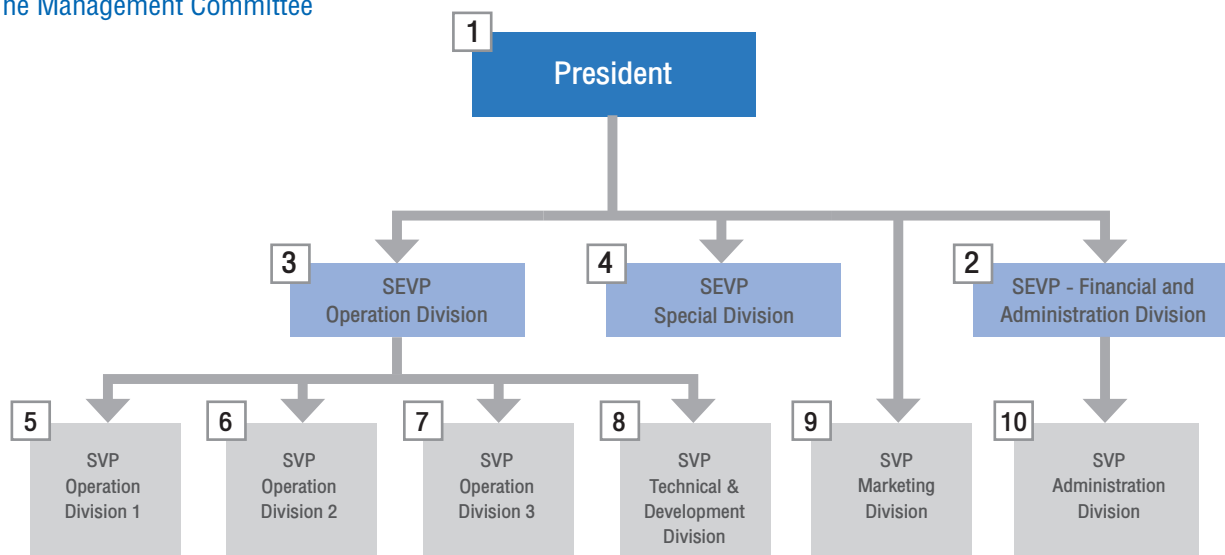 he Management Committee
1
President
3
SEVP
Operation Division
4
SEVP
Special Division
2
SEVP - Financial and
Administration Division
5
SVP
Operation
Division 1
6
SVP
Operation
Division 2
7
SVP
Operation
Division 3
8
SVP
Technical &
Development
Division
9
SVP
Marketing
Division
10
SVP
Administration
Division